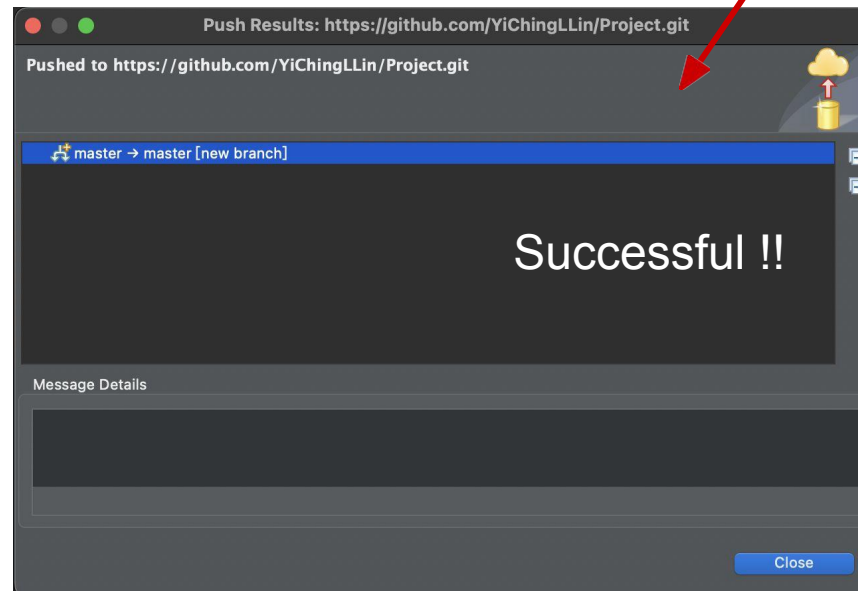 Push Results: https://github.com/YiChingLLin/Project.git
Pushed to https://github.com/YiChingLLin/Project.git
master → master [new branch]
Successful !!
Message Details
Close